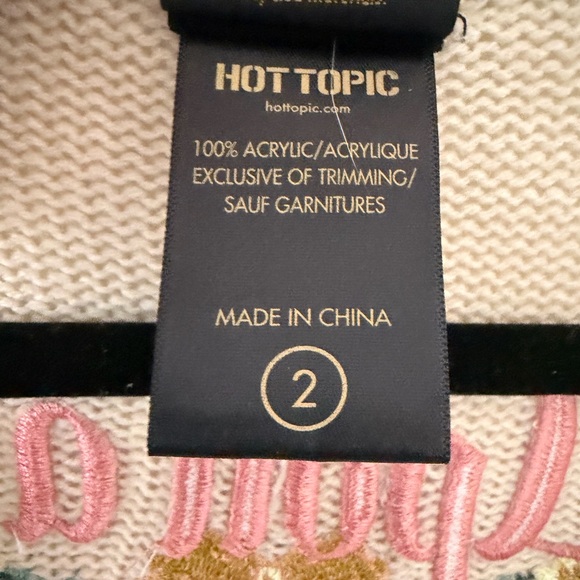 HOT TOPIC
hottopic.com
100% ACRYLIC/ACRYLIQUE
EXCLUSIVE OF TRIMMING/
SAUF GARNITURES
MADE IN CHINA
2